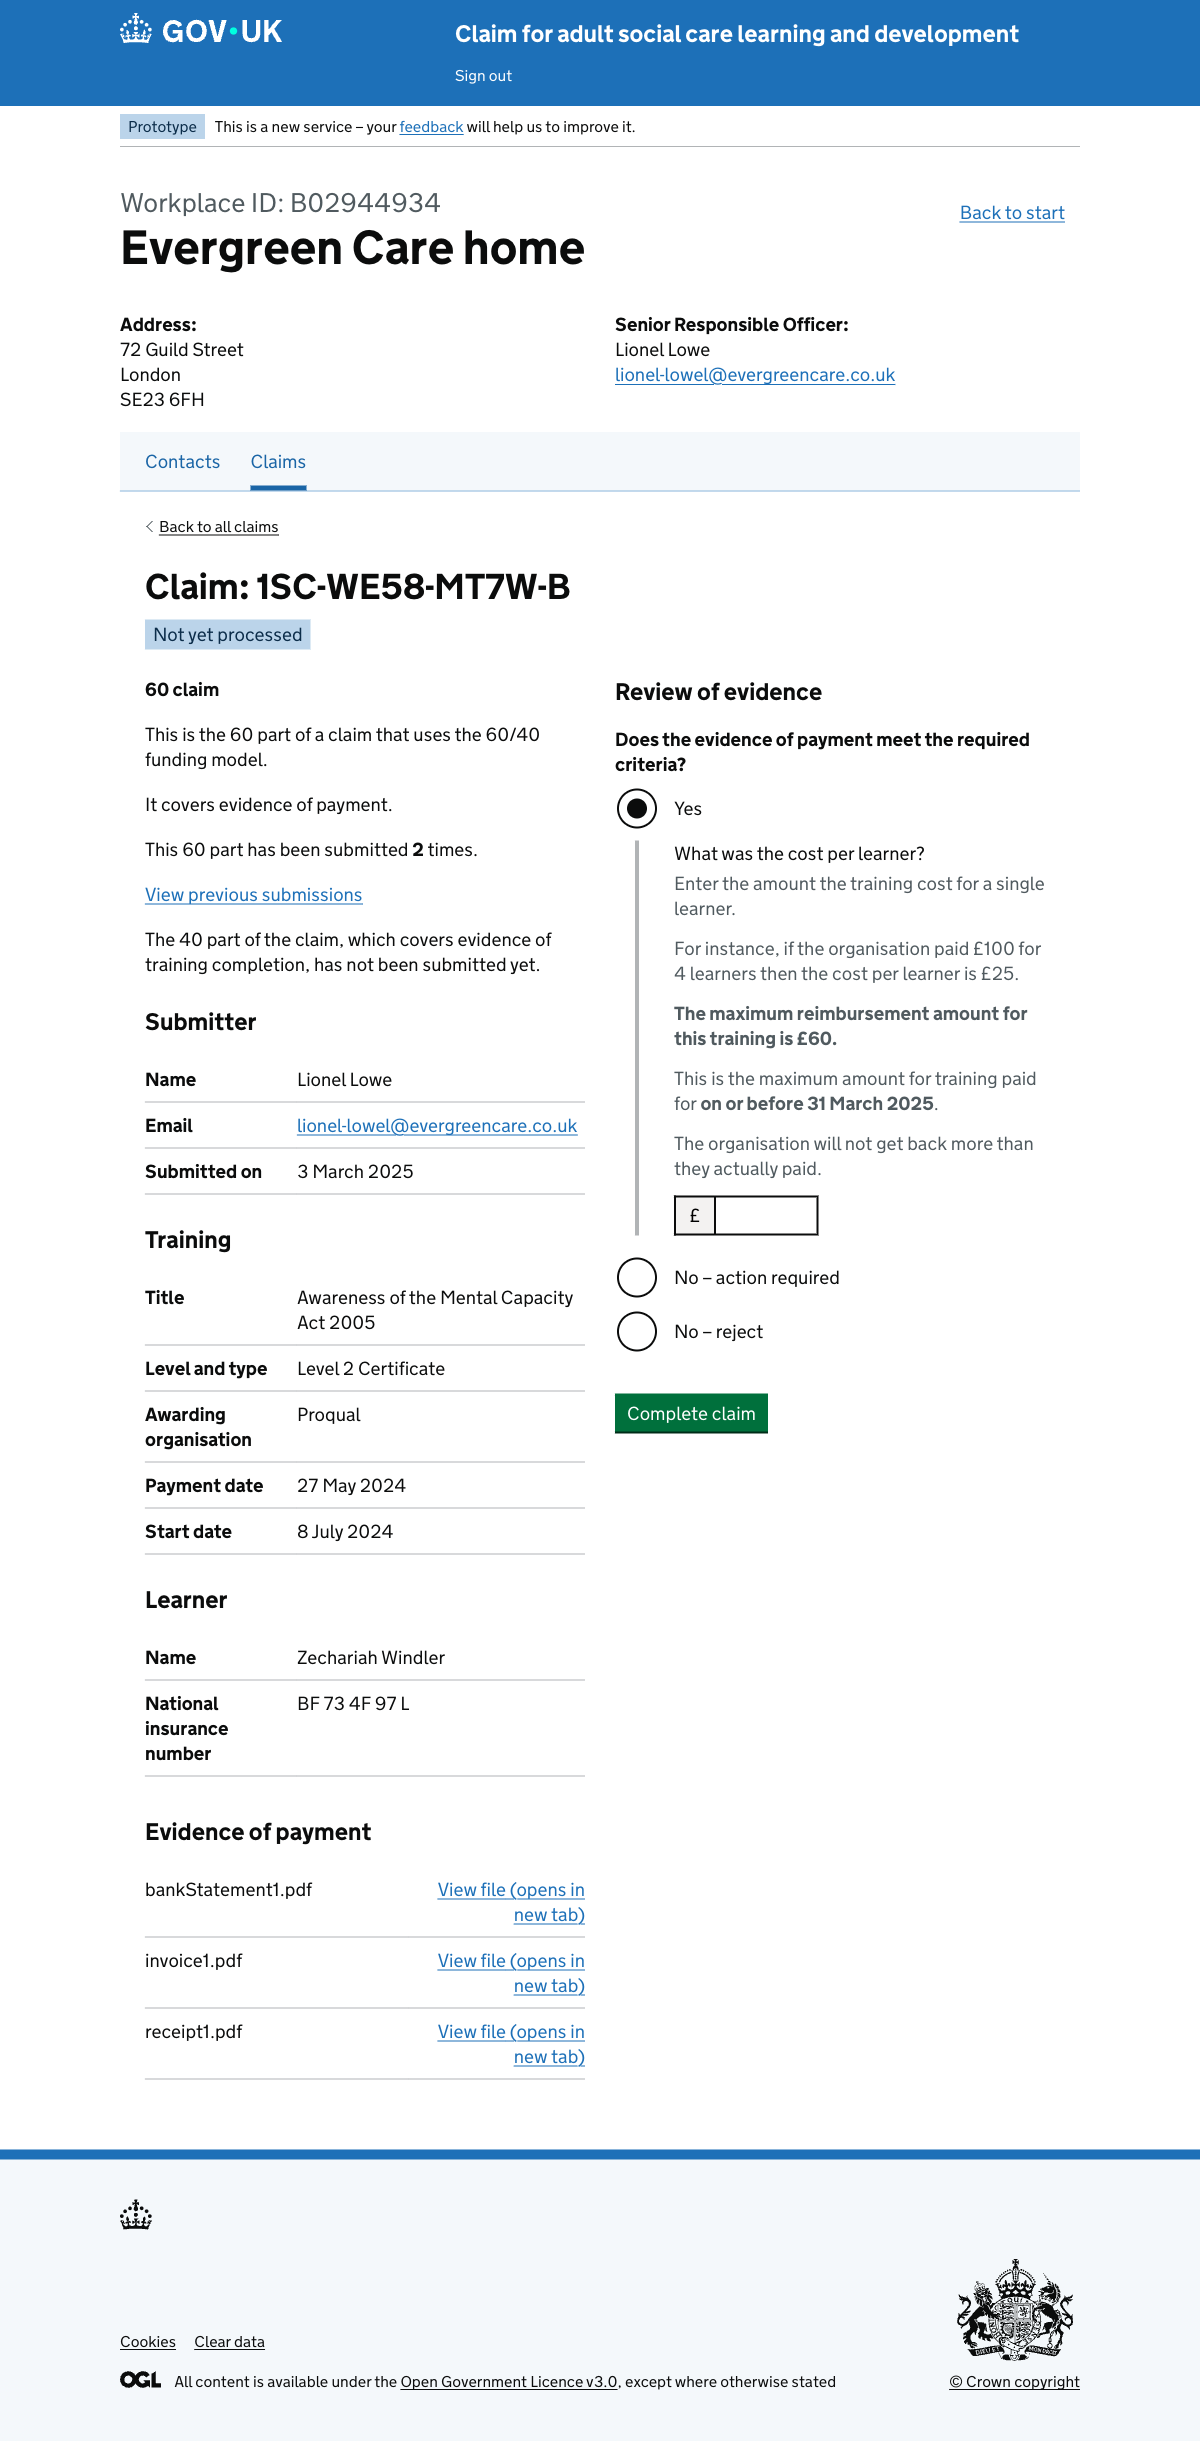 GOV·UK
Claim for adult social care learning and development
Sign out
Prototype This is a new service – your feedback will help us to improve it.
Workplace ID: B02944934
Back to start
Evergreen Care home
Address:
72 Guild Street
London
SE23 6FH
Senior Responsible Officer:
Lionel Lowe
lionel-lowel@evergreencare.co.uk
Contacts Claims
Back to all claims
Claim: 1SC-WE58-MT7W-B
Not yet processed
60 claim
This is the 60 part of a claim that uses the 60/40
funding model.
It covers evidence of payment.
This 60 part has been submitted 2 times.
View previous submissions
The 40 part of the claim, which covers evidence of
training completion, has not been submitted yet.
Submitter
Name Lionel Lowe
Email lionel-lowel@evergreencare.co.uk
Submitted on 3 March 2025
Training
Title Awareness of the Mental Capacity
Act 2005
Level and type Level 2 Certificate
Awarding Proqual
organisation
Payment date 27 May 2024
Start date 8 July 2024
Learner
Name Zechariah Windler
National BF 73 4F 97 L
insurance
number
Evidence of payment
bankStatement1.pdf View file (opens in
new tab)
invoice1.pdf View file (opens in
new tab)
receipt1.pdf View file (opens in
new tab)
Review of evidence
Does the evidence of payment meet the required
criteria?
Yes
What was the cost per learner?
Enter the amount the training cost for a single
learner.
For instance, if the organisation paid £100 for
4 learners then the cost per learner is £25.
The maximum reimbursement amount for
this training is £60.
This is the maximum amount for training paid
for on or before 31 March 2025.
The organisation will not get back more than
they actually paid.
£
No – action required
No – reject
Complete claim
Cookies Clear data
OGL All content is available under the Open Government Licence v3.0, except where otherwise stated
© Crown copyright